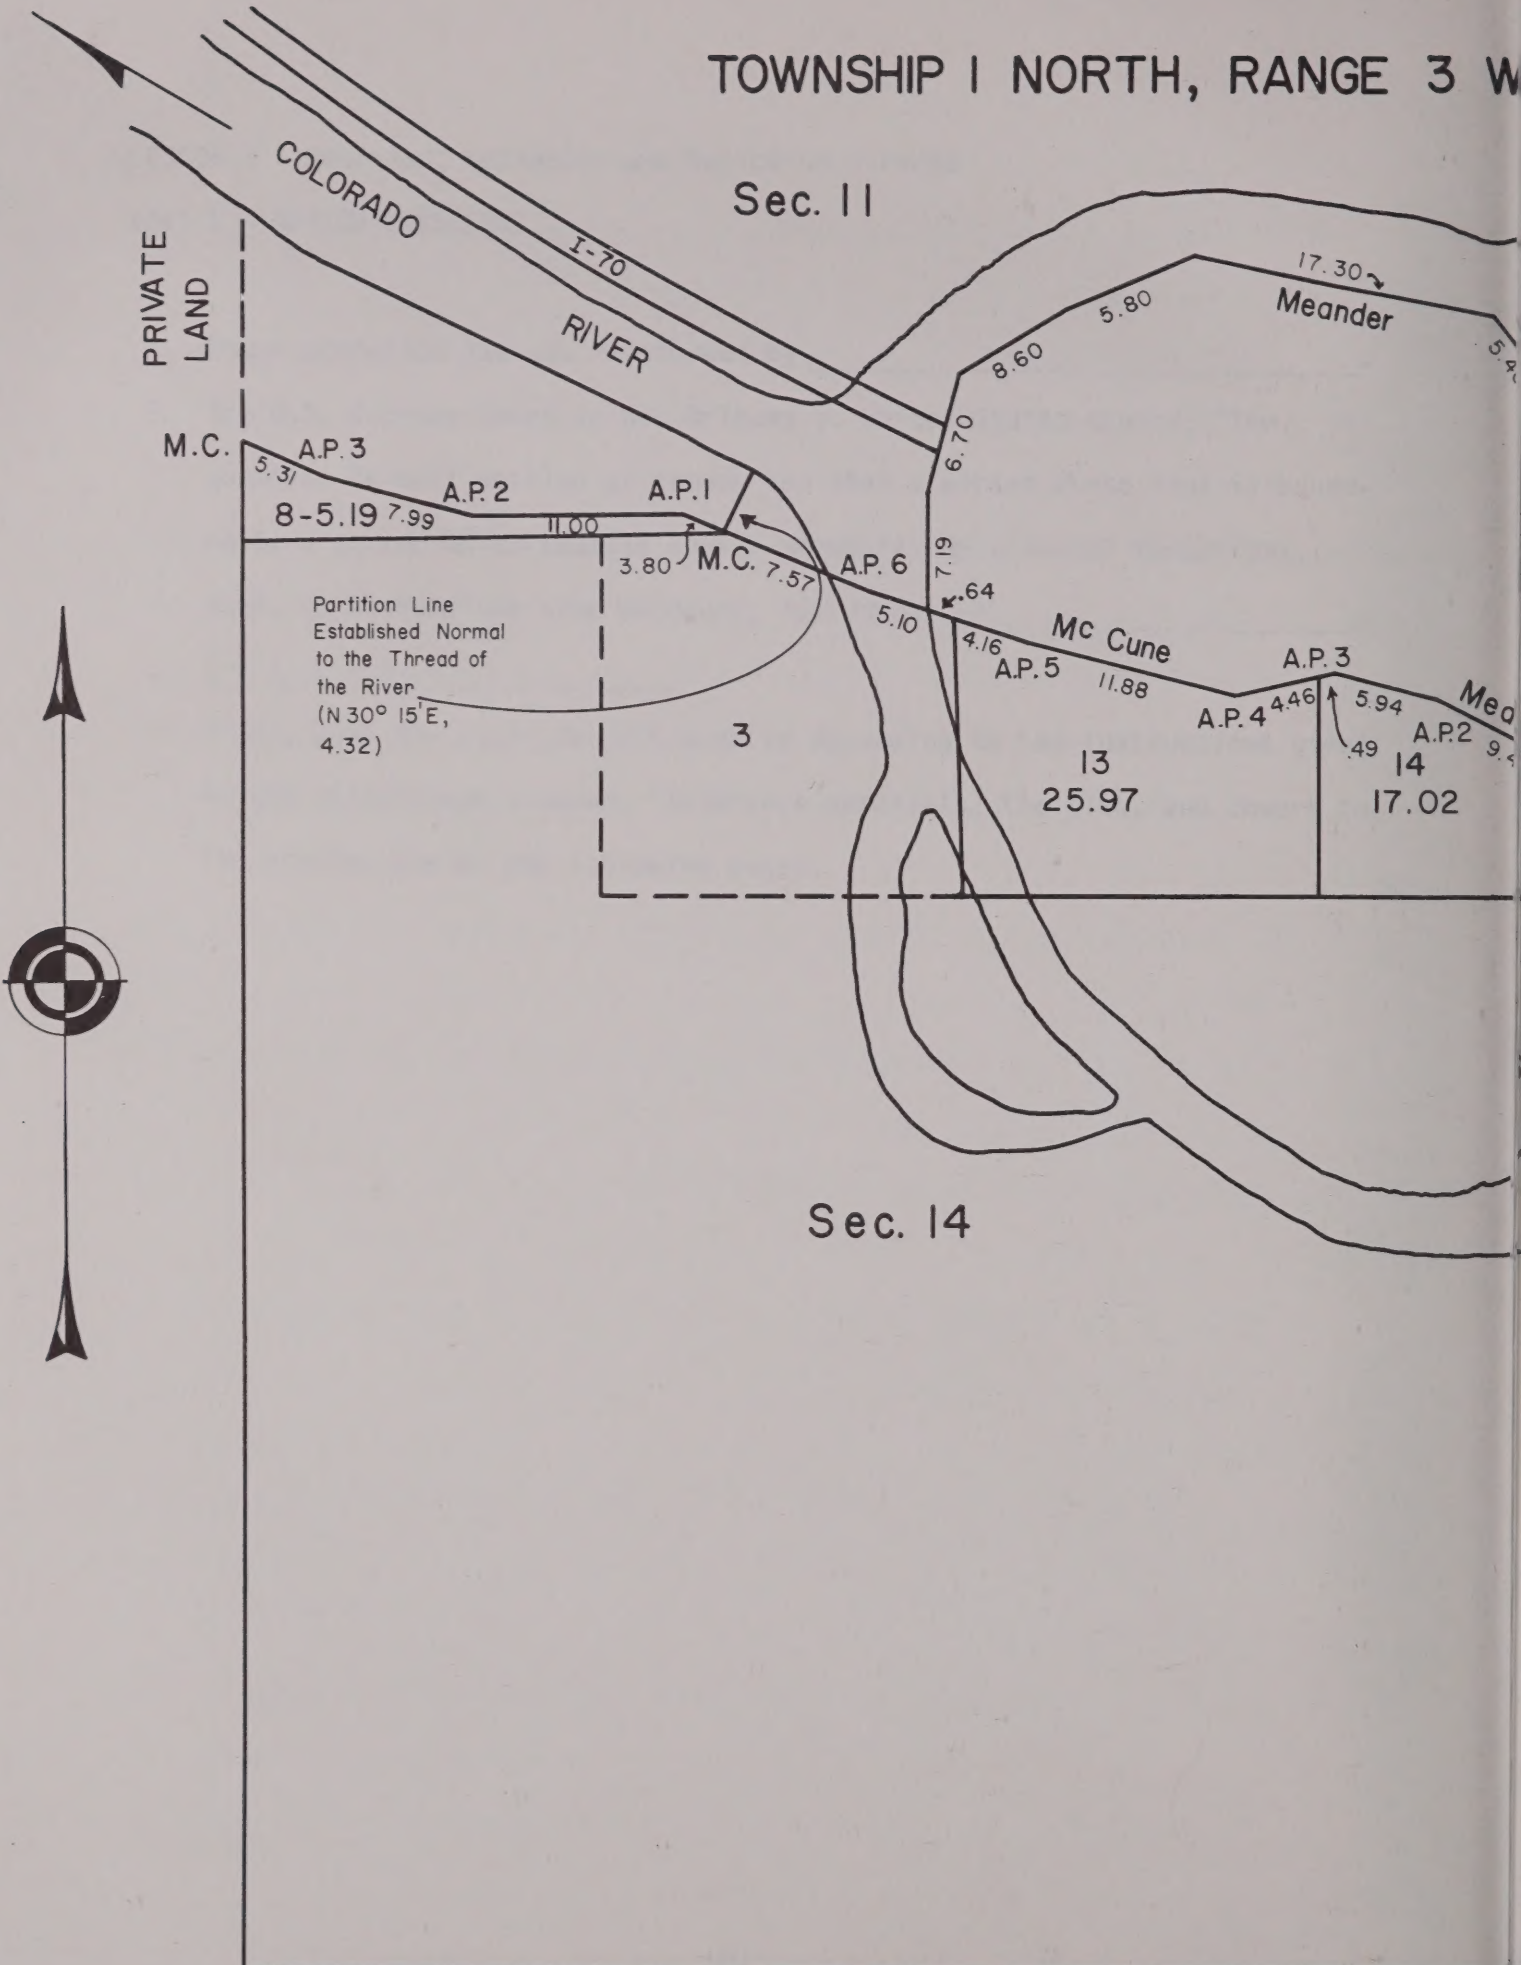 TOWNSHIP 1 NORTH, RANGE 3 W
Sec. 11
COLORADO
RIVER
I-70
PRIVATE
LAND
17.30
Meander
5.80
8.60
6.70
7.19
M.C.
A.P. 3
5.31
8-5.19
7.99
A.P. 2
11.00
A.P. 1
3.80
M.C.
7.57
A.P. 6
5.10
.64
4.16
A.P. 5
Mc Cune
11.88
A.P. 4
4.46
A.P. 3
.49
5.94
A.P. 2
Partition Line
Established Normal
to the Thread of
the River
(N 30° 15' E,
4.32)
3
13
25.97
14
17.02
Sec. 14